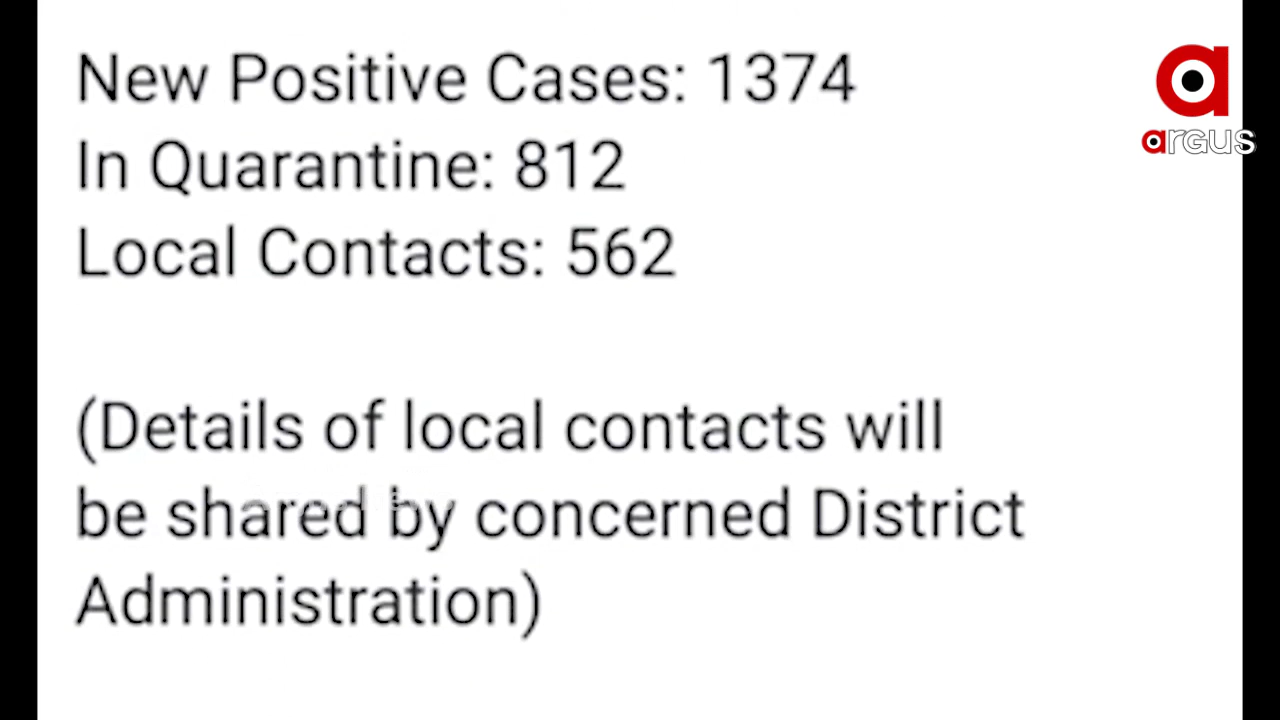 New Positive Cases: 1374
In Quarantine: 812
Local Contacts: 562
(Details of local contacts will
be shared by concerned District
Administration)
a
argus